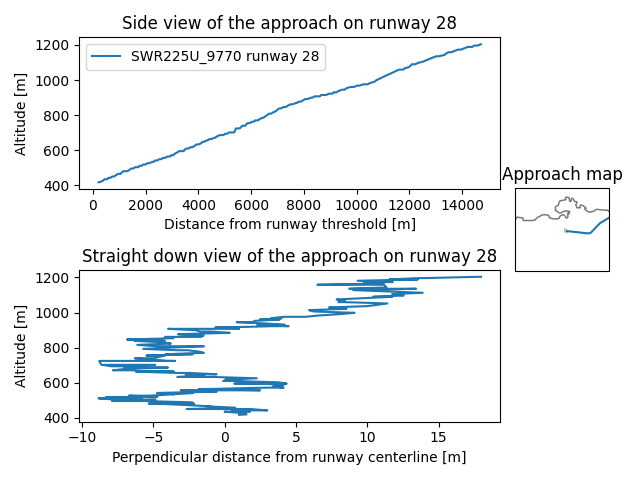 Side view of the approach on runway 28
1200
1000
800
600
400
Altitude [m]
SWR225U_9770 runway 28
0 2000 4000 6000 8000 10000 12000 14000
Distance from runway threshold [m]
Approach map
Straight down view of the approach on runway 28
1200
1000
800
600
400
Altitude [m]
−10 −5 0 5 10 15
Perpendicular distance from runway centerline [m]